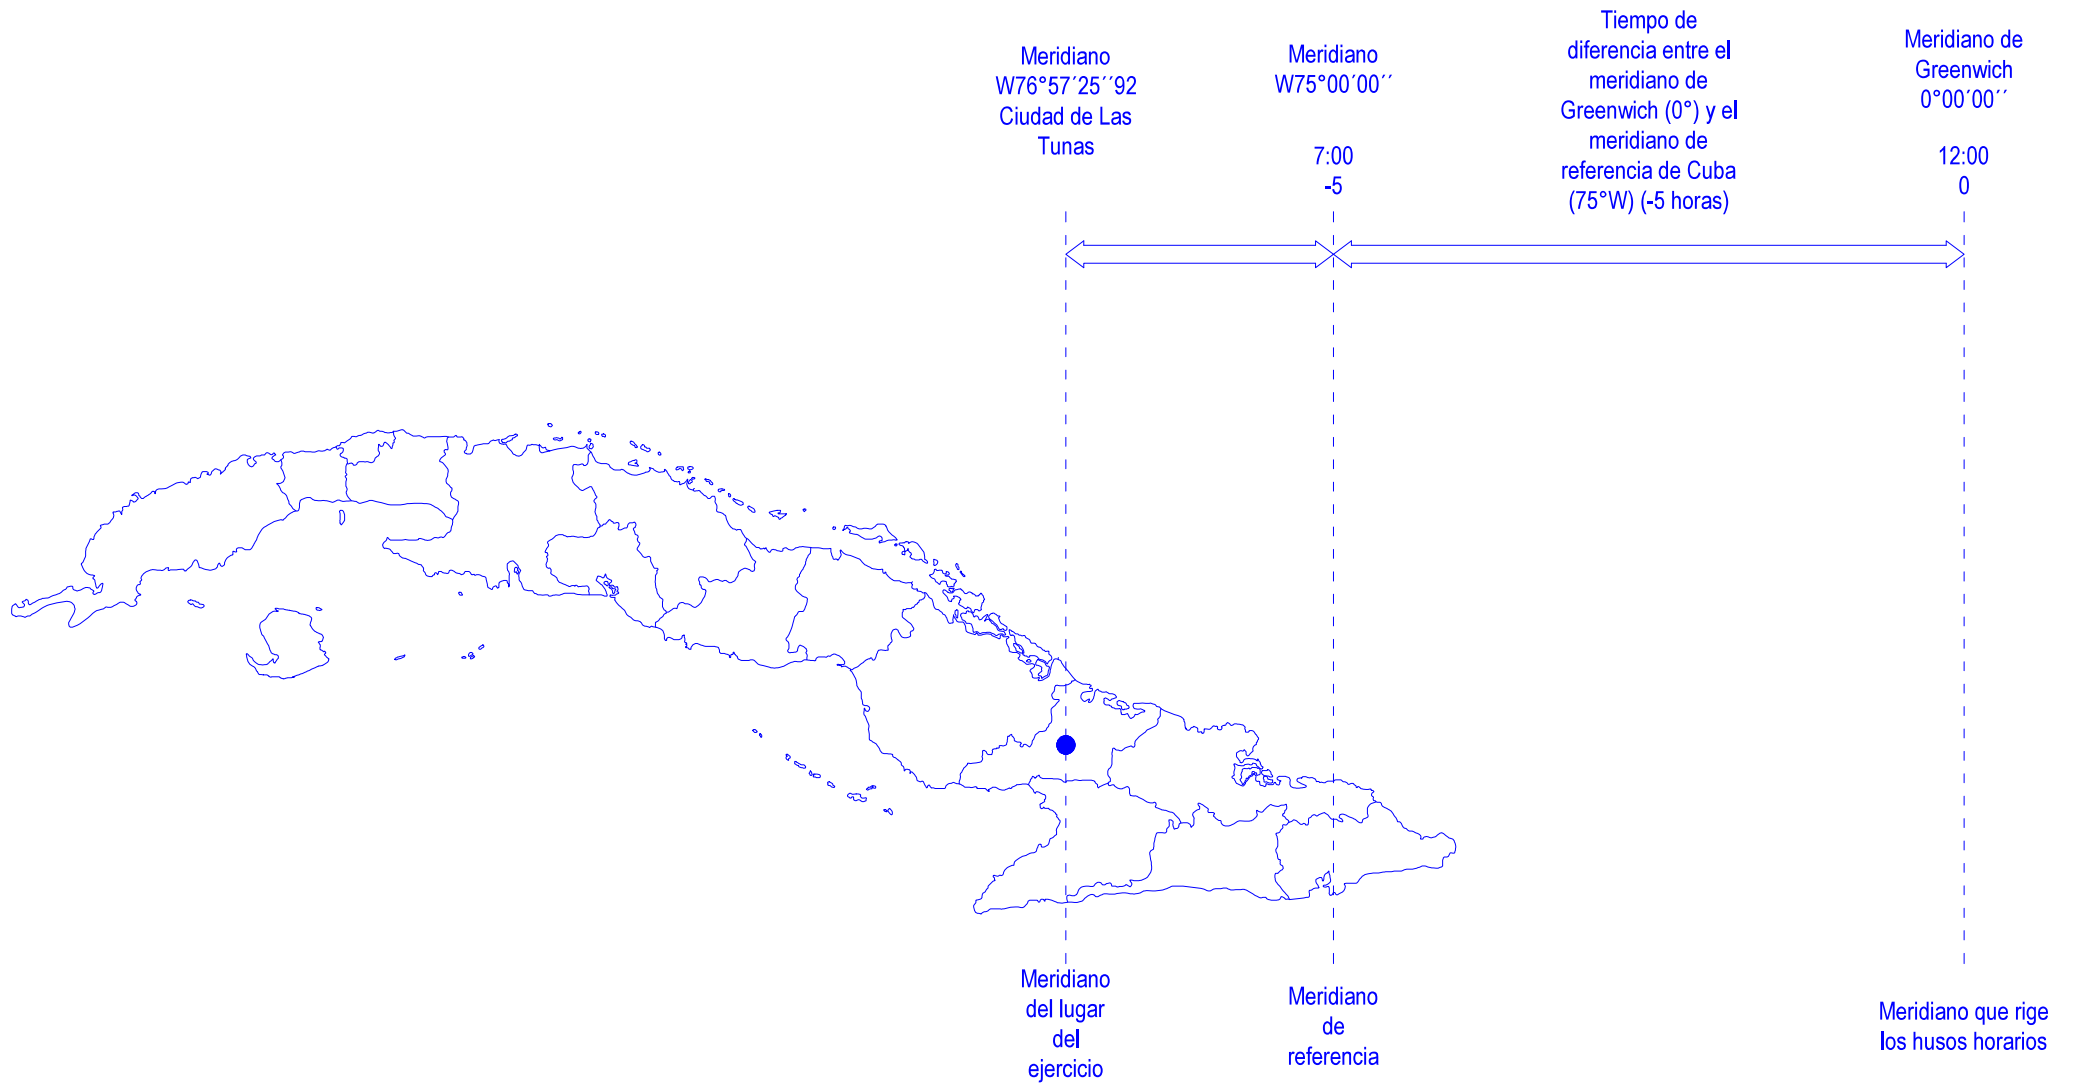 Meridiano
W76°57´25´´92
Ciudad de Las
Tunas
Meridiano
W75°00´00´´
7:00
-5
Tiempo de
diferencia entre el
meridiano de
Greenwich (0°) y el
meridiano de
referencia de Cuba
(75°W) (-5 horas)
Meridiano de
Greenwich
0°00´00´´
12:00
0
Meridiano
del lugar
del
ejercicio
Meridiano
de
referencia
Meridiano que rige
los husos horarios